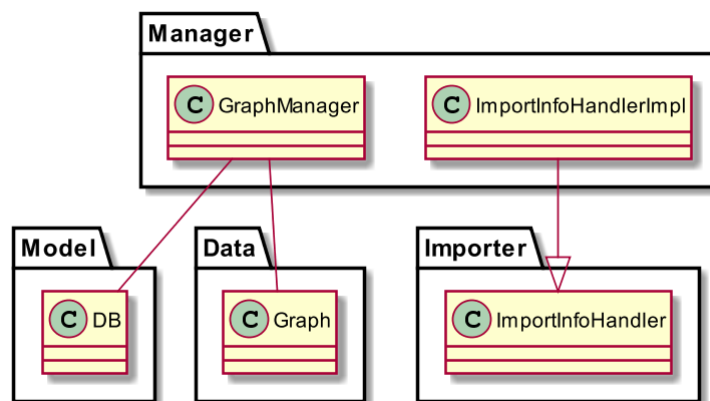 Manager
C GraphManager
C ImportInfoHandlerImpl
Model
Data
Importer
C DB
C Graph
C ImportInfoHandler